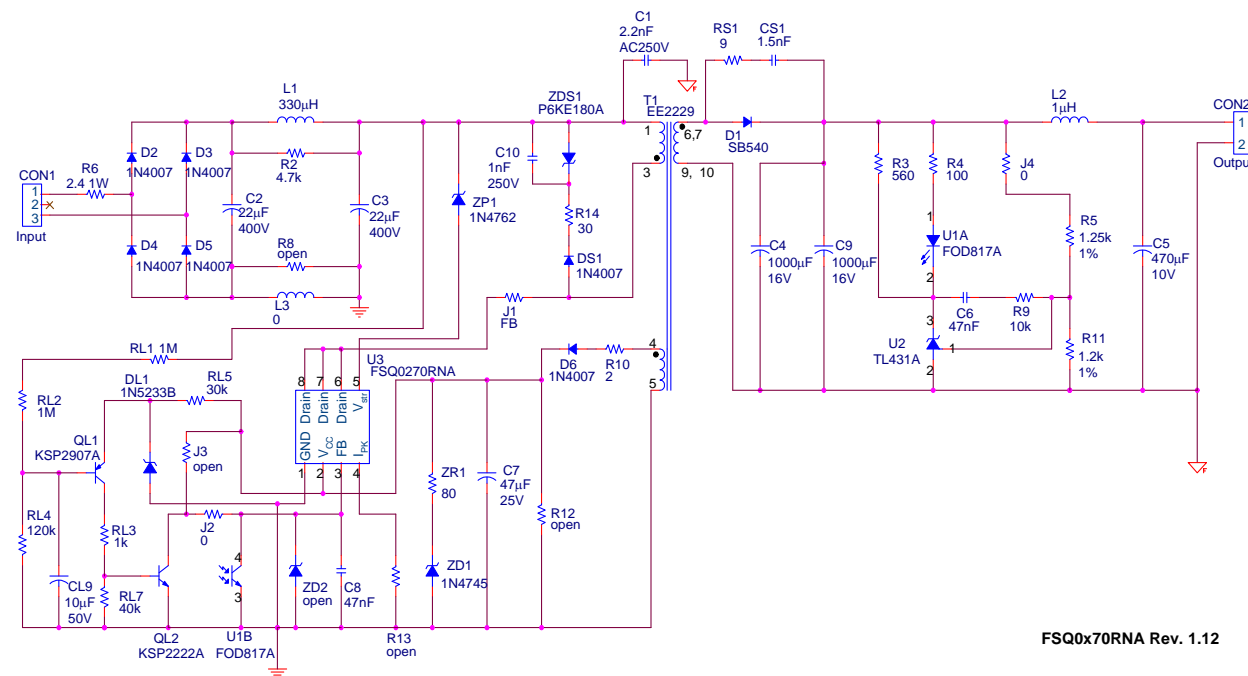 C1
2.2nF
AC250V
RS1
9
CS1
1.5nF
F
L1
330µH
ZDS1
P6KE180A
T1
EE2229
1
3
6,7
9, 10
D1
SB540
L2
1µH
CON2
1
2
Output
D2
1N4007
D3
1N4007
R2
4.7k
C10
1nF
250V
R3
560
R4
100
J4
0
CON1
1
2
3
Input
R6
2.4 1W
C2
22µF
400V
C3
22µF
400V
ZP1
1N4762
R14
30
DS1
1N4007
1
U1A
FOD817A
2
R5
1.25k
1%
D4
1N4007
D5
1N4007
R8
open
L3
0
C4
1000µF
16V
C9
1000µF
16V
C5
470µF
10V
C6
47nF
R9
10k
J1
FB
3
U2
TL431A
1
2
R11
1.2k
1%
RL1 1M
U3
FSQ0270RNA
D6
1N4007
R10
2
4
5
DL1
1N5233B
RL5
30k
8
7
6
5
Drain
Drain
Drain
Vstr
GND
VCC
FB
IPK
1
2
3
4
RL2
1M
QL1
KSP2907A
J3
open
ZR1
80
C7
47µF
25V
R12
open
F
RL4
120k
RL3
1k
J2
0
CL9
10µF
50V
RL7
40k
4
3
ZD2
open
C8
47nF
ZD1
1N4745
QL2
KSP2222A
U1B
FOD817A
R13
open
FSQ0x70RNA Rev. 1.12